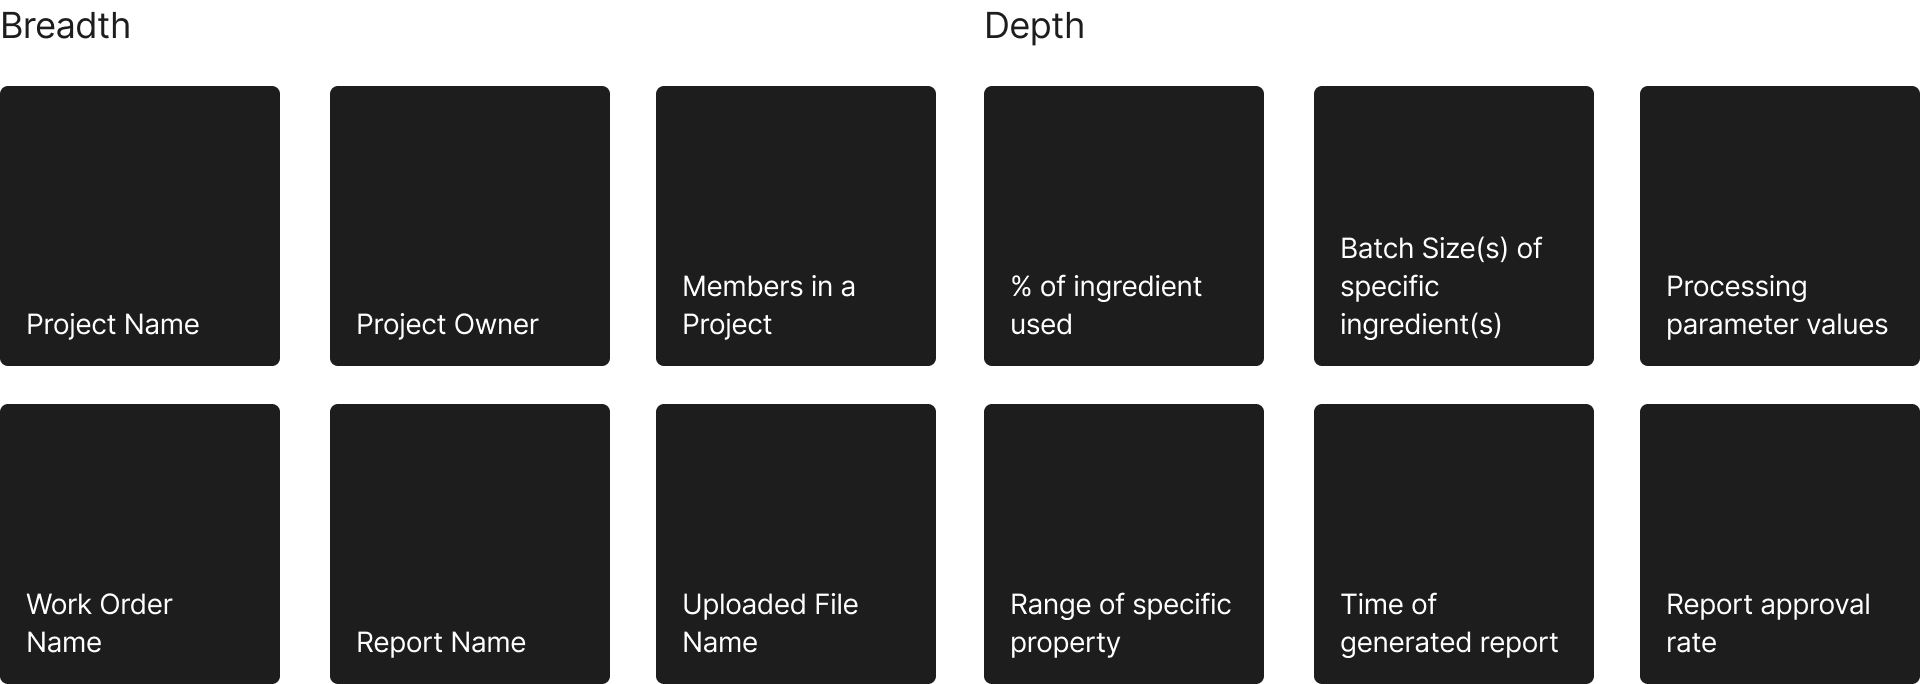 Breadth
Depth
Project Name
Project Owner
Members in a
Project
% of ingredient
used
Batch Size(s) of
specific
ingredient(s)
Processing
parameter values
Work Order
Name
Report Name
Uploaded File
Name
Range of specific
property
Time of
generated report
Report approval
rate